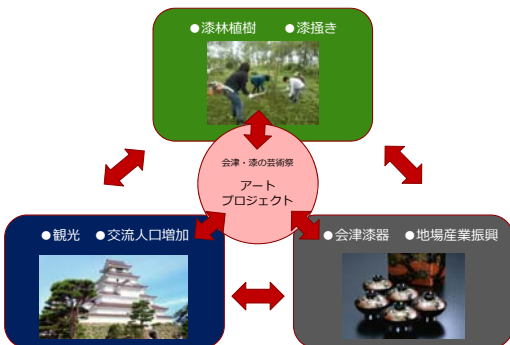 ●漆林植樹　●漆掻き
会津・漆の芸術祭
アート
プロジェクト
●観光　●交流人口増加
●会津漆器　●地場産業振興